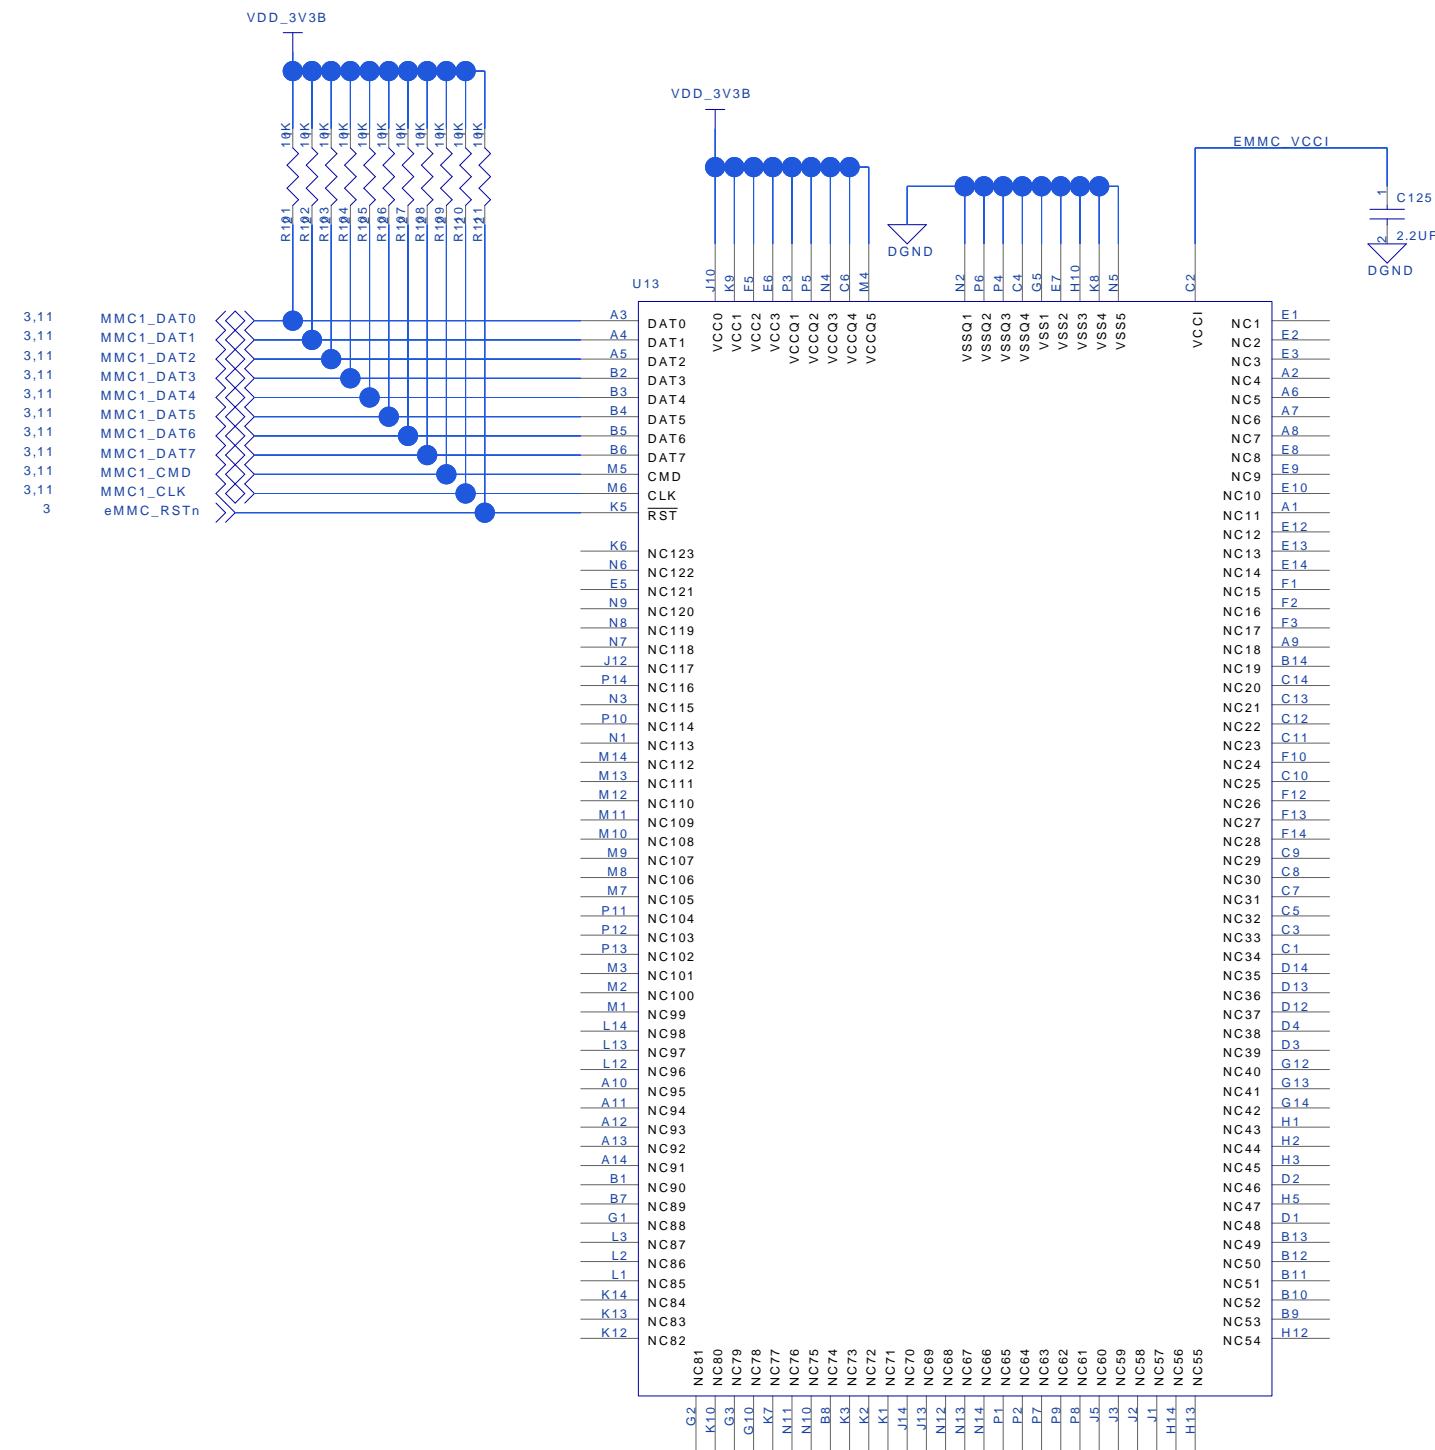 VDD_3V3B
10K
10K
10K
10K
10K
10K
10K
10K
10K
10K
10K
R101
R102
R103
R104
R105
R106
R107
R108
R109
R110
VDD_3V3B
DGND
EMMC_VCCI
1
C125
2
2.2UF
DGND
U13
J10
K9
F5
E6
P3
P5
N4
C6
M4
N2
P6
P4
C4
G5
E7
H10
K8
N5
C2
VCC0
VCC1
VCC2
VCC3
VCCQ1
VCCQ2
VCCQ3
VCCQ4
VCCQ5
VSSQ1
VSSQ2
VSSQ3
VSSQ4
VSS1
VSS2
VSS3
VSS4
VSS5
VCCI
3,11 MMC1_DAT0 A3 DAT0
3,11 MMC1_DAT1 A4 DAT1
3,11 MMC1_DAT2 A5 DAT2
3,11 MMC1_DAT3 B2 DAT3
3,11 MMC1_DAT4 B3 DAT4
3,11 MMC1_DAT5 B4 DAT5
3,11 MMC1_DAT6 B5 DAT6
3,11 MMC1_DAT7 B6 DAT7
3,11 MMC1_CMD M5 CMD
3,11 MMC1_CLK M6 CLK
3 eMMC_RSTn K5 RST
K6 NC123
N6 NC122
E5 NC121
N9 NC120
N8 NC119
N7 NC118
J12 NC117
P14 NC116
N3 NC115
P10 NC114
N1 NC113
M14 NC112
M13 NC111
M12 NC110
M11 NC109
M10 NC108
M9 NC107
M8 NC106
M7 NC105
P11 NC104
P12 NC103
P13 NC102
M3 NC101
M2 NC100
M1 NC99
L14 NC98
L13 NC97
L12 NC96
A10 NC95
A11 NC94
A12 NC93
A13 NC92
A14 NC91
B1 NC90
B7 NC89
G1 NC88
L3 NC87
L2 NC86
L1 NC85
K14 NC84
K13 NC83
K12 NC82
NC1 E1
NC2 E2
NC3 E3
NC4 A2
NC5 A6
NC6 A7
NC7 A8
NC8 E8
NC9 E9
NC10 E10
NC11 A1
NC12 E12
NC13 E13
NC14 E14
NC15 F1
NC16 F2
NC17 F3
NC18 A9
NC19 B14
NC20 C14
NC21 C13
NC22 C12
NC23 C11
NC24 F10
NC25 C10
NC26 F12
NC27 F13
NC28 F14
NC29 C9
NC30 C8
NC31 C7
NC32 C5
NC33 C3
NC34 C1
NC35 D14
NC36 D13
NC37 D12
NC38 D4
NC39 D3
NC40 G12
NC41 G13
NC42 G14
NC43 H1
NC44 H2
NC45 H3
NC46 D2
NC47 H5
NC48 D1
NC49 B13
NC50 B12
NC51 B11
NC52 B10
NC53 B9
NC54 H12
NC81
NC80
NC79
NC78
NC77
NC76
NC75
NC74
NC73
NC72
NC71
NC70
NC69
NC68
NC67
NC66
NC65
NC64
NC63
NC62
NC61
NC60
NC59
NC58
NC57
NC56
NC55
G2
K10
G3
G10
K7
N11
N10
B8
K3
K2
K1
J14
J13
N12
N13
N14
P1
P2
P7
P9
P8
J5
J3
J2
J1
H14
H13